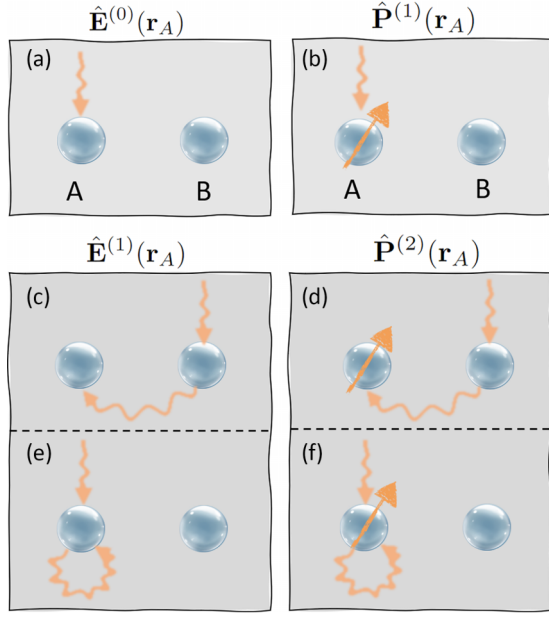 Ê⁽⁰⁾(r_A) P̂⁽¹⁾(r_A)
(a) (b)
A B A B
Ê⁽¹⁾(r_A) P̂⁽²⁾(r_A)
(c) (d)
(e) (f)